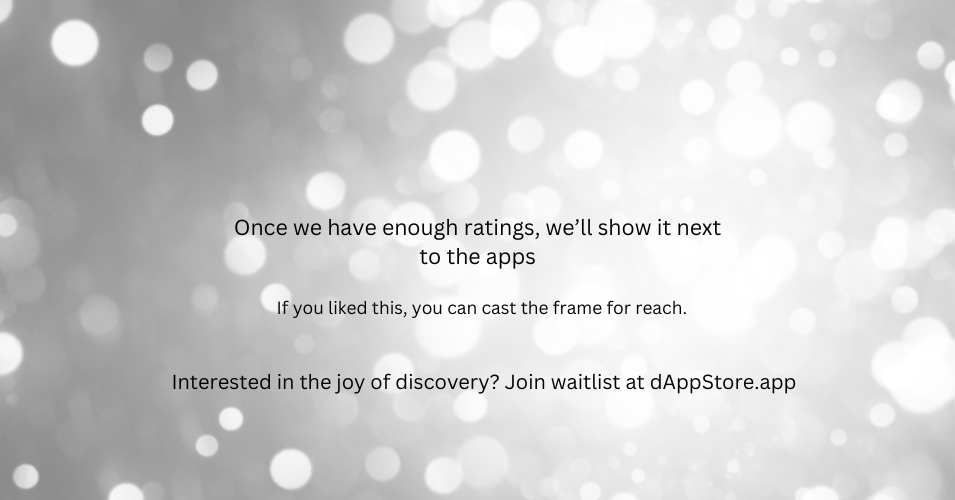 Once we have enough ratings, we’ll show it next
to the apps
If you liked this, you can cast the frame for reach.
Interested in the joy of discovery? Join waitlist at dAppStore.app